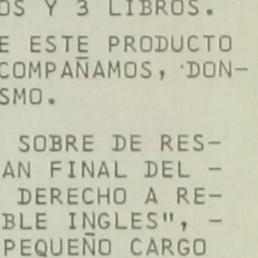 OS Y 3 LIBROS.
E ESTE PRODUCTO
COMPAÑAMOS, DON-
SMO.
SOBRE DE RES-
AN FINAL DEL -
DERECHO A RE-
BLE INGLES", -
PEQUEÑO CARGO